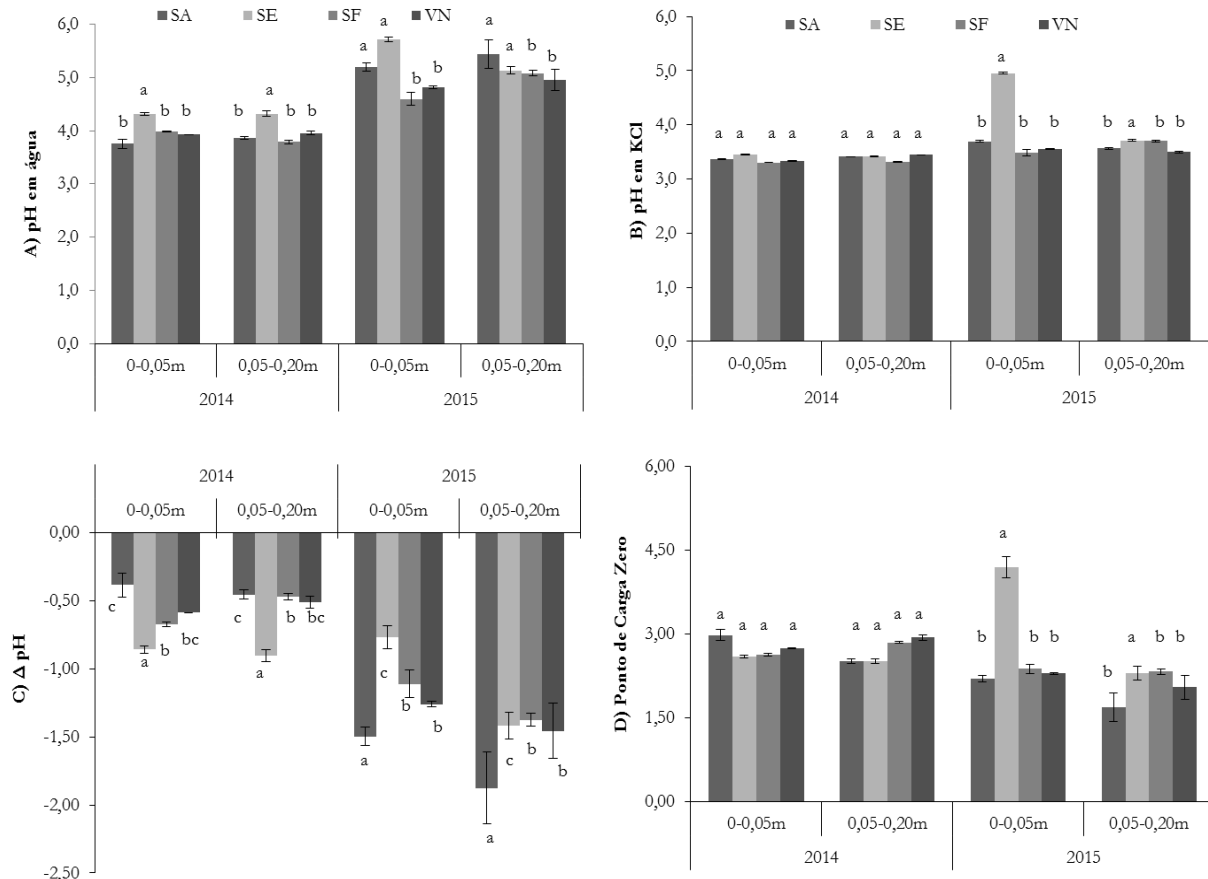 SA SE SF VN
A) pH em água
6,0
5,0
4,0
3,0
2,0
1,0
0,0
b a b b
b a b b
a a b b
a a b b
0-0,05m 0,05-0,20m 0-0,05m 0,05-0,20m
2014 2015
SA SE SF VN
B) pH em KCl
6,0
5,0
4,0
3,0
2,0
1,0
0,0
a a a a
a a a a
b a b b
b a b b
0-0,05m 0,05-0,20m 0-0,05m 0,05-0,20m
2014 2015
2014 2015
0-0,05m 0,05-0,20m 0-0,05m 0,05-0,20m
C) Δ pH
0,00
-0,50
-1,00
-1,50
-2,00
-2.50
c a b bc
c a b bc
a c b b
a c b b
D) Ponto de Carga Zero
6,00
4,50
3,00
1,50
0,00
a a a a
a a a a
b a b b
b a b b
0-0,05m 0,05-0,20m 0-0,05m 0,05-0,20m
2014 2015